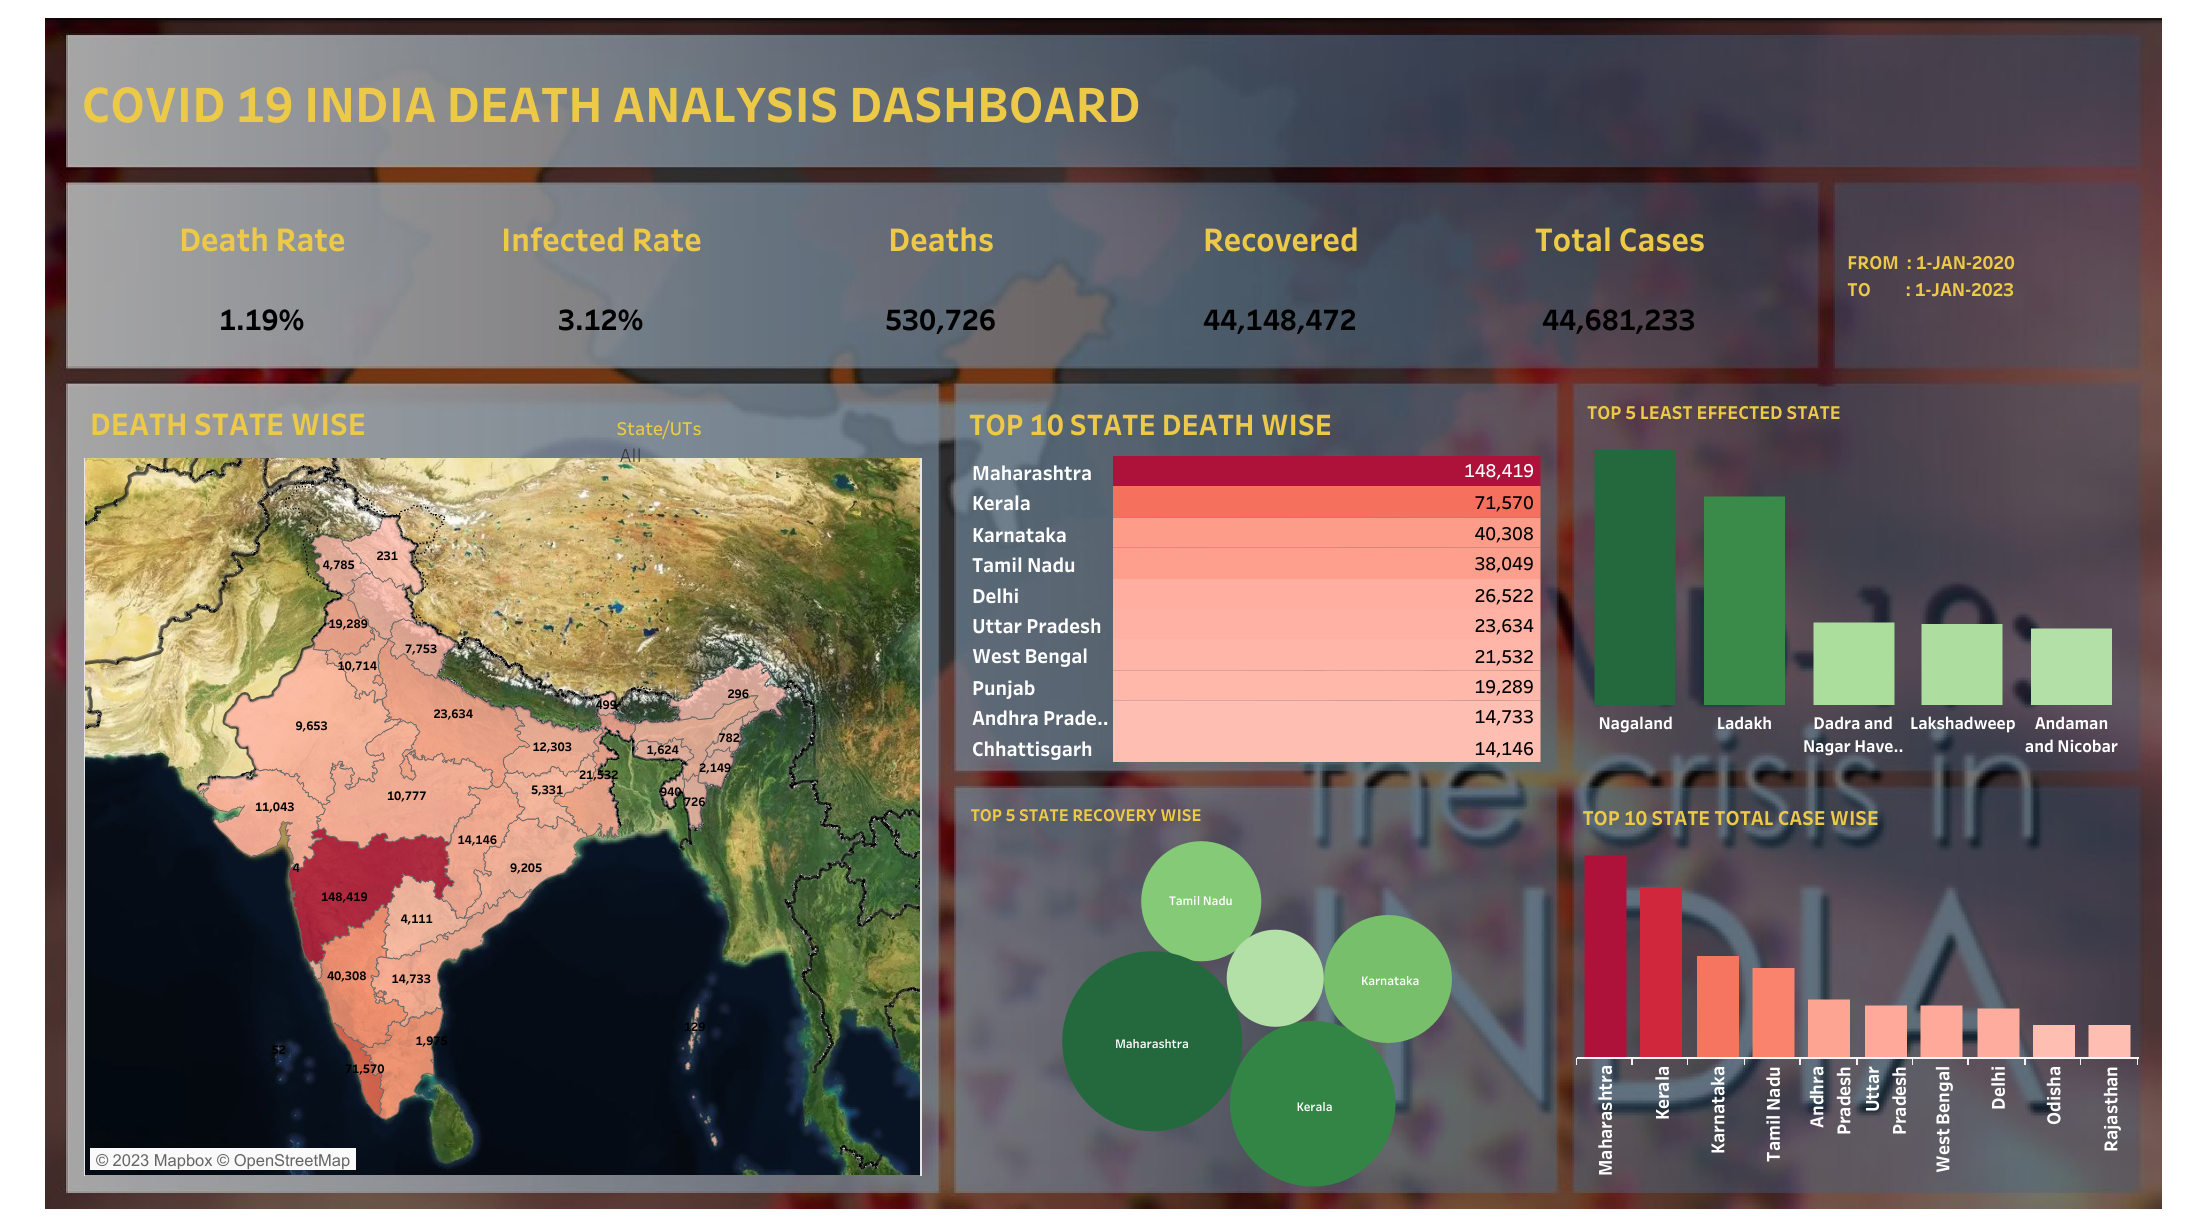 COVID 19 INDIA DEATH ANALYSIS DASHBOARD
Death Rate
Infected Rate
Deaths
Recovered
Total Cases
1.19%
3.12%
530,726
44,148,472
44,681,233
FROM : 1-JAN-2020
TO : 1-JAN-2023
DEATH STATE WISE
State/UTs
All
231
4,785
19,289
7,753
10,714
296
499
9,653
23,634
782
12,303
1,624
2,149
21,532
5,331
940
726
10,777
11,043
14,146
9,205
4
148,419
4,111
40,308
14,733
129
1,975
52
71,570
© 2023 Mapbox © OpenStreetMap
TOP 10 STATE DEATH WISE
Maharashtra 148,419
Kerala 71,570
Karnataka 40,308
Tamil Nadu 38,049
Delhi 26,522
Uttar Pradesh 23,634
West Bengal 21,532
Punjab 19,289
Andhra Prade.. 14,733
Chhattisgarh 14,146
TOP 5 LEAST EFFECTED STATE
Nagaland
Ladakh
Dadra and
Nagar Have..
Lakshadweep
Andaman
and Nicobar
TOP 5 STATE RECOVERY WISE
Tamil Nadu
Karnataka
Maharashtra
Kerala
TOP 10 STATE TOTAL CASE WISE
Maharashtra
Kerala
Karnataka
Tamil Nadu
Andhra
Pradesh
Uttar
Pradesh
West Bengal
Delhi
Odisha
Rajasthan
the crisis in
INDIA